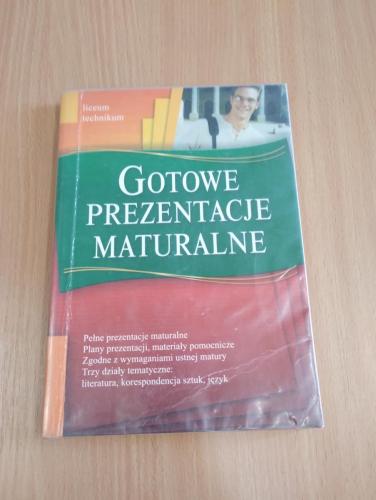 liceum
technikum
GOTOWE
PREZENTACJE
MATURALNE
Pełne prezentacje maturalne
Plany prezentacji, materiały pomocnicze
Zgodne z wymaganiami ustnej matury
Trzy działy tematyczne:
literatura, korespondencja sztuk, język